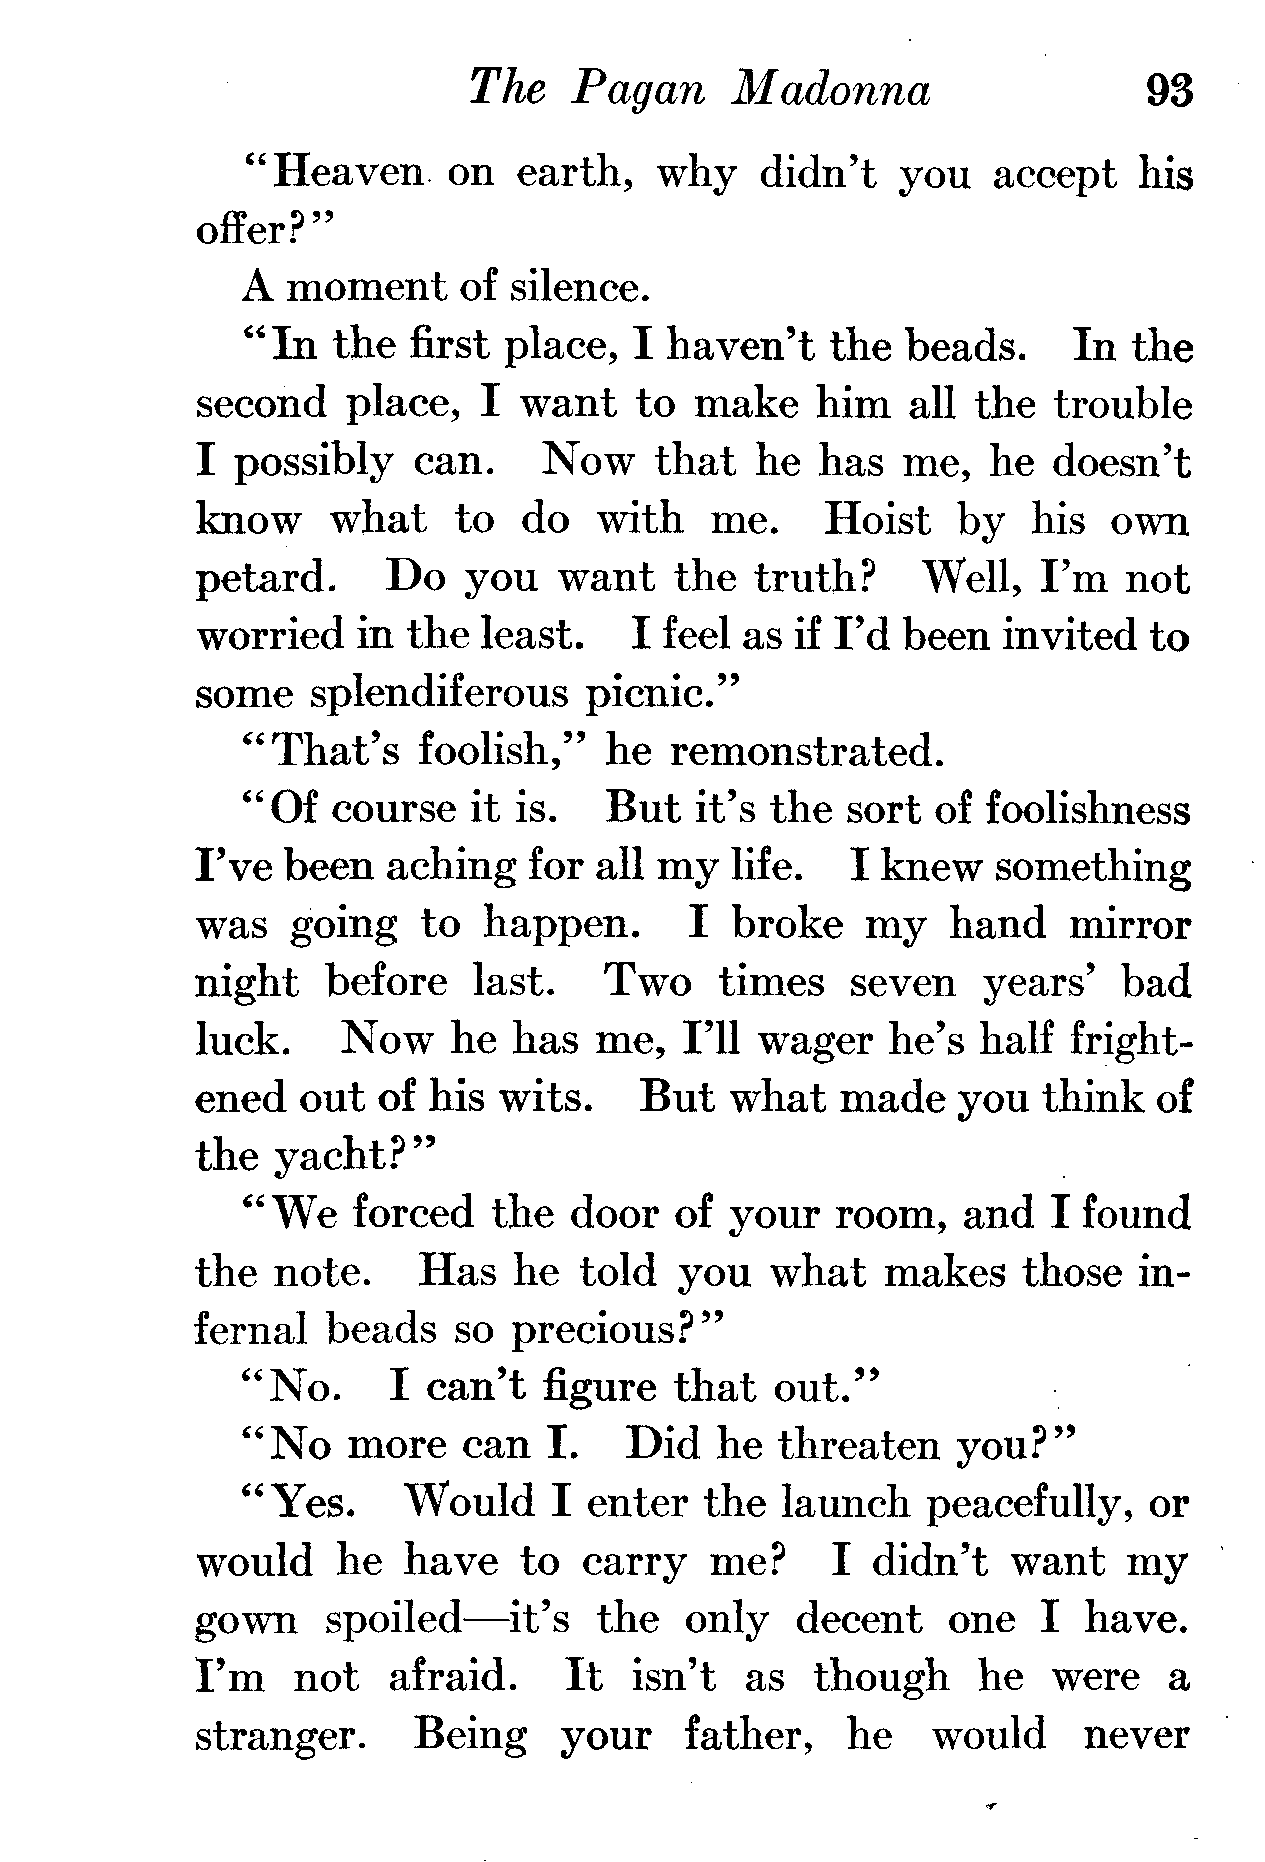 The Pagan Madonna 93
"Heaven on earth, why didn't you accept his
offer?"
A moment of silence.
"In the first place, I haven't the beads. In the
second place, I want to make him all the trouble
I possibly can. Now that he has me, he doesn't
know what to do with me. Hoist by his own
petard. Do you want the truth? Well, I'm not
worried in the least. I feel as if I'd been invited to
some splendiferous picnic."
"That's foolish," he remonstrated.
"Of course it is. But it's the sort of foolishness
I've been aching for all my life. I knew something
was going to happen. I broke my hand mirror
night before last. Two times seven years' bad
luck. Now he has me, I'll wager he's half fright-
ened out of his wits. But what made you think of
the yacht?"
"We forced the door of your room, and I found
the note. Has he told you what makes those in-
fernal beads so precious?"
"No. I can't figure that out."
"No more can I. Did he threaten you?"
"Yes. Would I enter the launch peacefully, or
would he have to carry me? I didn't want my
gown spoiled—it's the only decent one I have.
I'm not afraid. It isn't as though he were a
stranger. Being your father, he would never